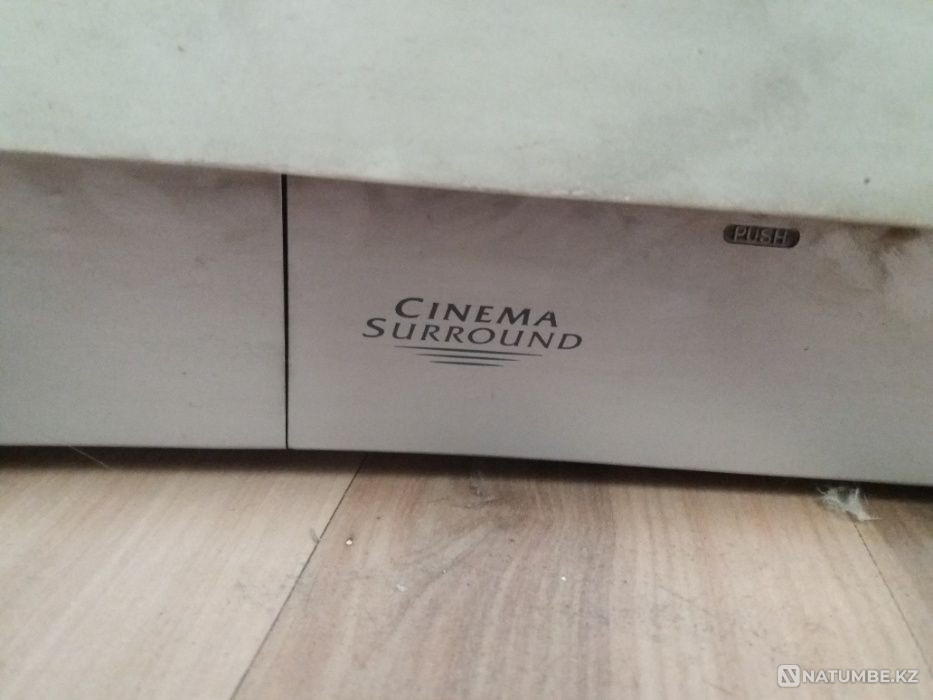 PUSH
CINEMA
SURROUND
NATUMBE.KZ